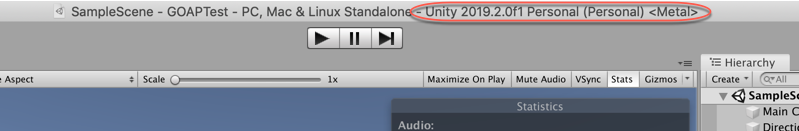 SampleScene - GOAPTest - PC, Mac & Linux Standalone - Unity 2019.2.0f1 Personal (Personal) <Metal>
Hierarchy
Aspect Scale 1x Maximize On Play Mute Audio VSync Stats Gizmos Create All
SampleSce
Statistics
Main C
Audio:
Directi